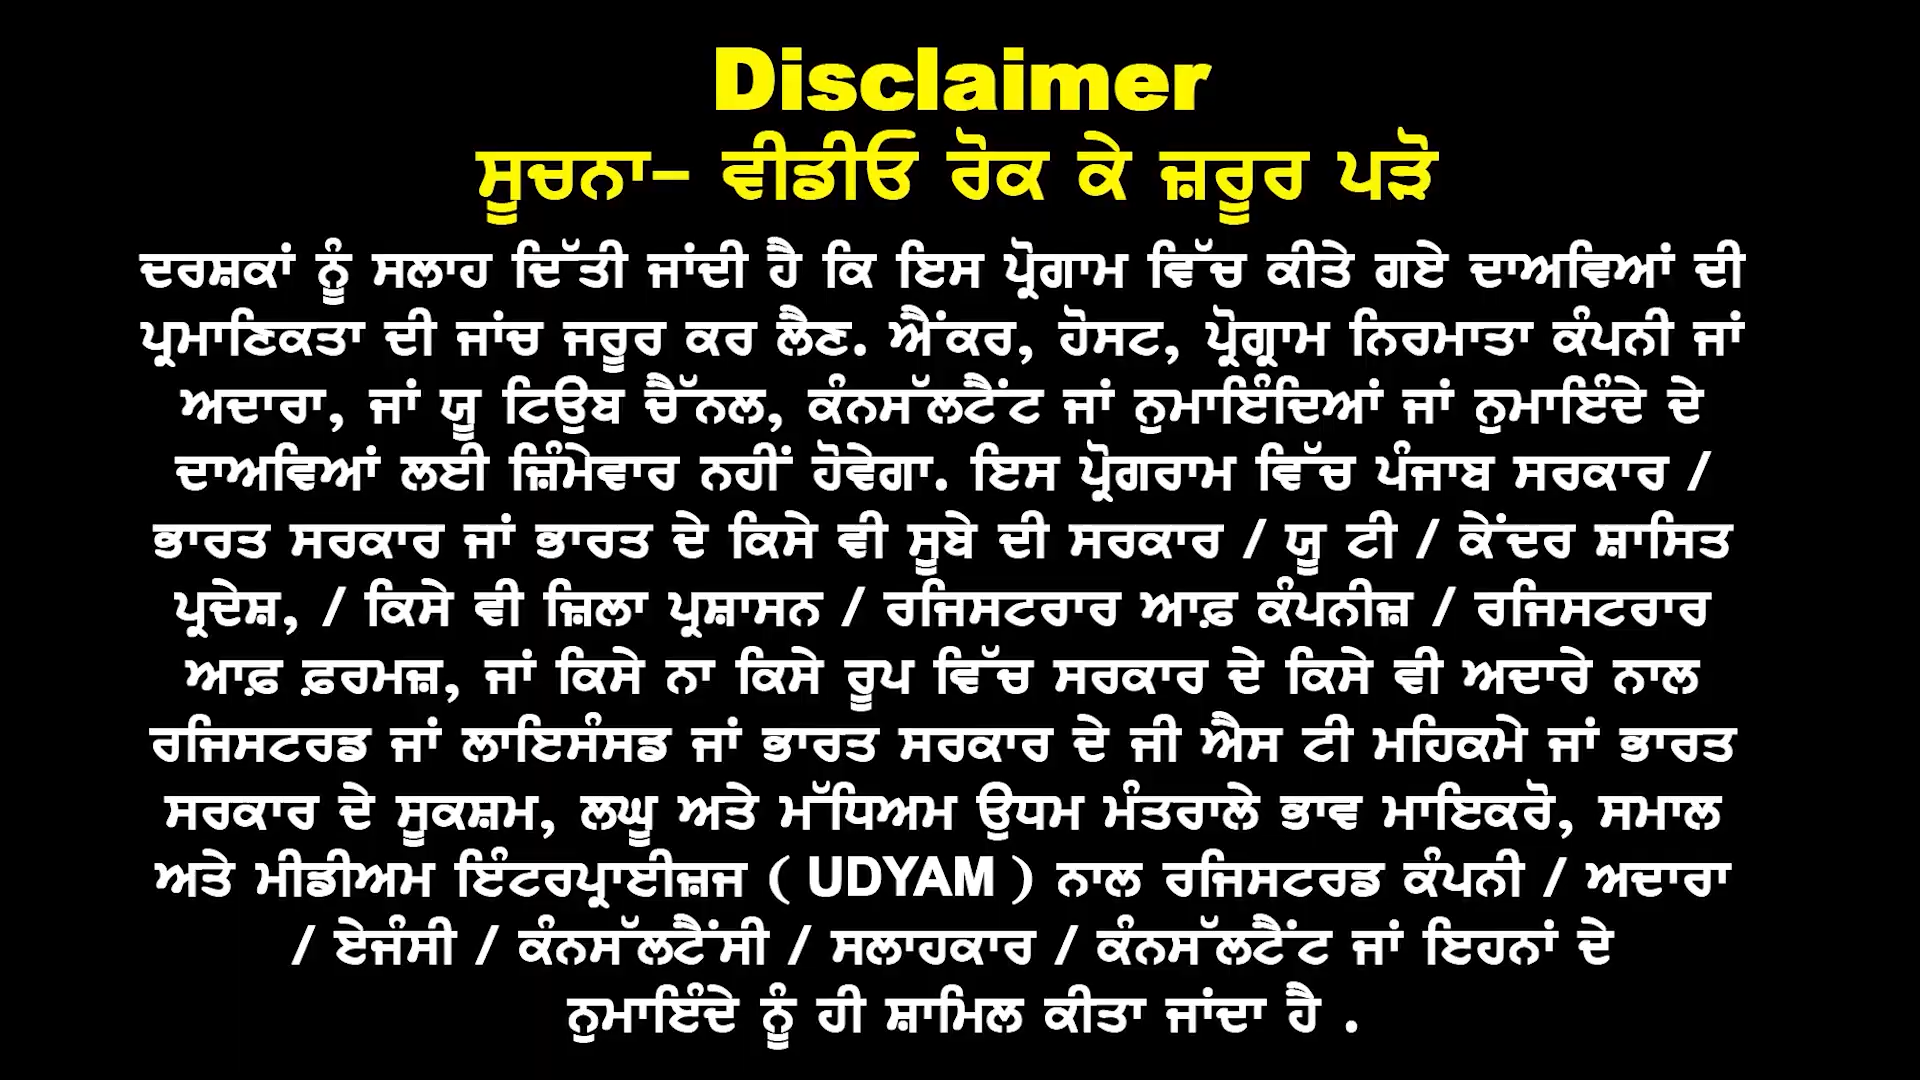 Disclaimer
ਸੂਚਨਾ- ਵੀਡੀਓ ਰੋਕ ਕੇ ਜ਼ਰੂਰ ਪੜੋ
ਦਰਸ਼ਕਾਂ ਨੂੰ ਸਲਾਹ ਦਿੱਤੀ ਜਾਂਦੀ ਹੈ ਕਿ ਇਸ ਪ੍ਰੋਗਾਮ ਵਿੱਚ ਕੀਤੇ ਗਏ ਦਾਅਵਿਆਂ ਦੀ
ਪ੍ਰਮਾਣਿਕਤਾ ਦੀ ਜਾਂਚ ਜਰੂਰ ਕਰ ਲੈਣ. ਐਂਕਰ, ਹੋਸਟ, ਪ੍ਰੋਗ੍ਰਾਮ ਨਿਰਮਾਤਾ ਕੰਪਨੀ ਜਾਂ
ਅਦਾਰਾ, ਜਾਂ ਯੂ ਟਿਊਬ ਚੈੱਨਲ, ਕੰਨਸੱਲਟੈਂਟ ਜਾਂ ਨੁਮਾਇੰਦਿਆਂ ਜਾਂ ਨੁਮਾਇੰਦੇ ਦੇ
ਦਾਅਵਿਆਂ ਲਈ ਜ਼ਿੰਮੇਵਾਰ ਨਹੀਂ ਹੋਵੇਗਾ. ਇਸ ਪ੍ਰੋਗਰਾਮ ਵਿੱਚ ਪੰਜਾਬ ਸਰਕਾਰ /
ਭਾਰਤ ਸਰਕਾਰ ਜਾਂ ਭਾਰਤ ਦੇ ਕਿਸੇ ਵੀ ਸੂਬੇ ਦੀ ਸਰਕਾਰ / ਯੂ ਟੀ / ਕੇਂਦਰ ਸ਼ਾਸਿਤ
ਪ੍ਰਦੇਸ਼, / ਕਿਸੇ ਵੀ ਜ਼ਿਲਾ ਪ੍ਰਸ਼ਾਸਨ / ਰਜਿਸਟਰਾਰ ਆਫ਼ ਕੰਪਨੀਜ਼ / ਰਜਿਸਟਰਾਰ
ਆਫ਼ ਫ਼ਰਮਜ਼, ਜਾਂ ਕਿਸੇ ਨਾ ਕਿਸੇ ਰੂਪ ਵਿੱਚ ਸਰਕਾਰ ਦੇ ਕਿਸੇ ਵੀ ਅਦਾਰੇ ਨਾਲ
ਰਜਿਸਟਰਡ ਜਾਂ ਲਾਇਸੰਸਡ ਜਾਂ ਭਾਰਤ ਸਰਕਾਰ ਦੇ ਜੀ ਐਸ ਟੀ ਮਹਿਕਮੇ ਜਾਂ ਭਾਰਤ
ਸਰਕਾਰ ਦੇ ਸੂਕਸ਼ਮ, ਲਘੂ ਅਤੇ ਮੱਧਿਅਮ ਉਧਮ ਮੰਤਰਾਲੇ ਭਾਵ ਮਾਇਕਰੋ, ਸਮਾਲ
ਅਤੇ ਮੀਡੀਅਮ ਇੰਟਰਪ੍ਰਾਈਜ਼ਜ ( UDYAM ) ਨਾਲ ਰਜਿਸਟਰਡ ਕੰਪਨੀ / ਅਦਾਰਾ
/ ਏਜੰਸੀ / ਕੰਨਸੱਲਟੈਂਸੀ / ਸਲਾਹਕਾਰ / ਕੰਨਸੱਲਟੈਂਟ ਜਾਂ ਇਹਨਾਂ ਦੇ
ਨੁਮਾਇੰਦੇ ਨੂੰ ਹੀ ਸ਼ਾਮਿਲ ਕੀਤਾ ਜਾਂਦਾ ਹੈ .